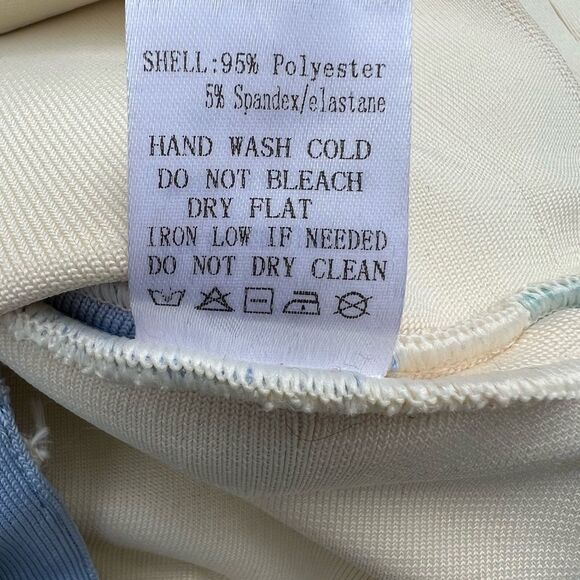 SHELL:95% Polyester
5% Spandex/elastane
HAND WASH COLD
DO NOT BLEACH
DRY FLAT
IRON LOW IF NEEDED
DO NOT DRY CLEAN